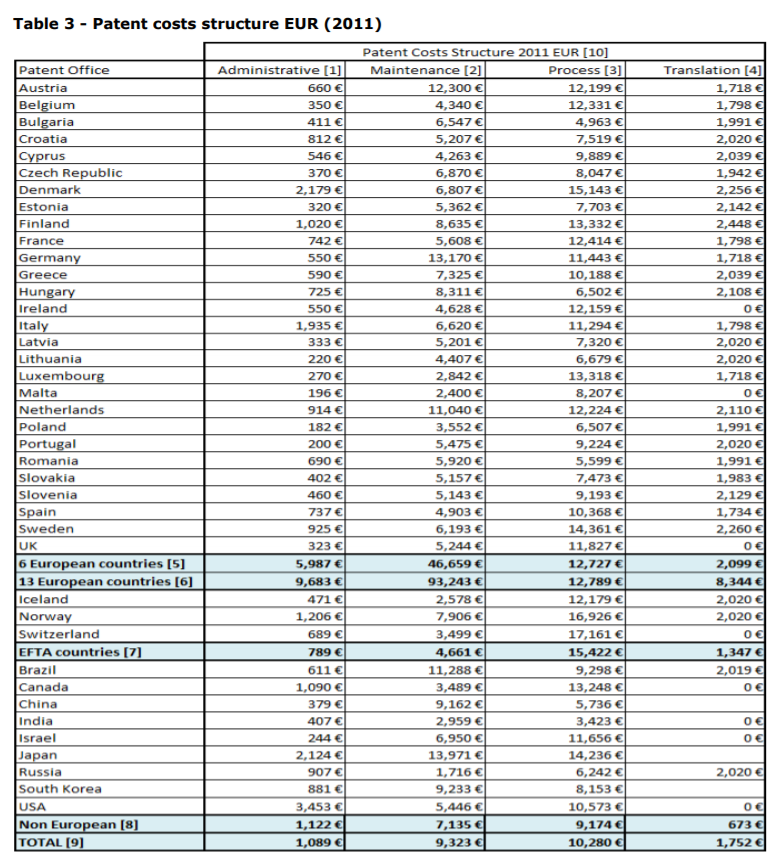 Table 3 - Patent costs structure EUR (2011)
Patent Costs Structure 2011 EUR [10]
Patent Office Administrative [1] Maintenance [2] Process [3] Translation [4]
Austria 660 € 12,300 € 12,199 € 1,718 €
Belgium 350 € 4,340 € 12,331 € 1,798 €
Bulgaria 411 € 6,547 € 4,963 € 1,991 €
Croatia 812 € 5,207 € 7,519 € 2,020 €
Cyprus 546 € 4,263 € 9,889 € 2,039 €
Czech Republic 370 € 6,870 € 8,047 € 1,942 €
Denmark 2,179 € 6,807 € 15,143 € 2,256 €
Estonia 320 € 5,362 € 7,703 € 2,142 €
Finland 1,020 € 8,635 € 13,332 € 2,448 €
France 742 € 5,608 € 12,414 € 1,798 €
Germany 550 € 13,170 € 11,443 € 1,718 €
Greece 590 € 7,325 € 10,188 € 2,039 €
Hungary 725 € 8,311 € 6,502 € 2,108 €
Ireland 550 € 4,628 € 12,159 € 0 €
Italy 1,935 € 6,620 € 11,294 € 1,798 €
Latvia 333 € 5,201 € 7,320 € 2,020 €
Lithuania 220 € 4,407 € 6,679 € 2,020 €
Luxembourg 270 € 2,842 € 13,318 € 1,718 €
Malta 196 € 2,400 € 8,207 € 0 €
Netherlands 914 € 11,040 € 12,224 € 2,110 €
Poland 182 € 3,552 € 6,507 € 1,991 €
Portugal 200 € 5,475 € 9,224 € 2,020 €
Romania 690 € 5,920 € 5,599 € 1,991 €
Slovakia 402 € 5,157 € 7,473 € 1,983 €
Slovenia 460 € 5,143 € 9,193 € 2,129 €
Spain 737 € 4,903 € 10,368 € 1,734 €
Sweden 925 € 6,193 € 14,361 € 2,260 €
UK 323 € 5,244 € 11,827 € 0 €
6 European countries [5] 5,987 € 46,659 € 12,727 € 2,099 €
13 European countries [6] 9,683 € 93,243 € 12,789 € 8,344 €
Iceland 471 € 2,578 € 12,179 € 2,020 €
Norway 1,206 € 7,906 € 16,926 € 2,020 €
Switzerland 689 € 3,499 € 17,161 € 0 €
EFTA countries [7] 789 € 4,661 € 15,422 € 1,347 €
Brazil 611 € 11,288 € 9,298 € 2,019 €
Canada 1,090 € 3,489 € 13,248 € 0 €
China 379 € 9,162 € 5,736 €
India 407 € 2,959 € 3,423 € 0 €
Israel 244 € 6,950 € 11,656 € 0 €
Japan 2,124 € 13,971 € 14,236 €
Russia 907 € 1,716 € 6,242 € 2,020 €
South Korea 881 € 9,233 € 8,153 €
USA 3,453 € 5,446 € 10,573 € 0 €
Non European [8] 1,122 € 7,135 € 9,174 € 673 €
TOTAL [9] 1,089 € 9,323 € 10,280 € 1,752 €